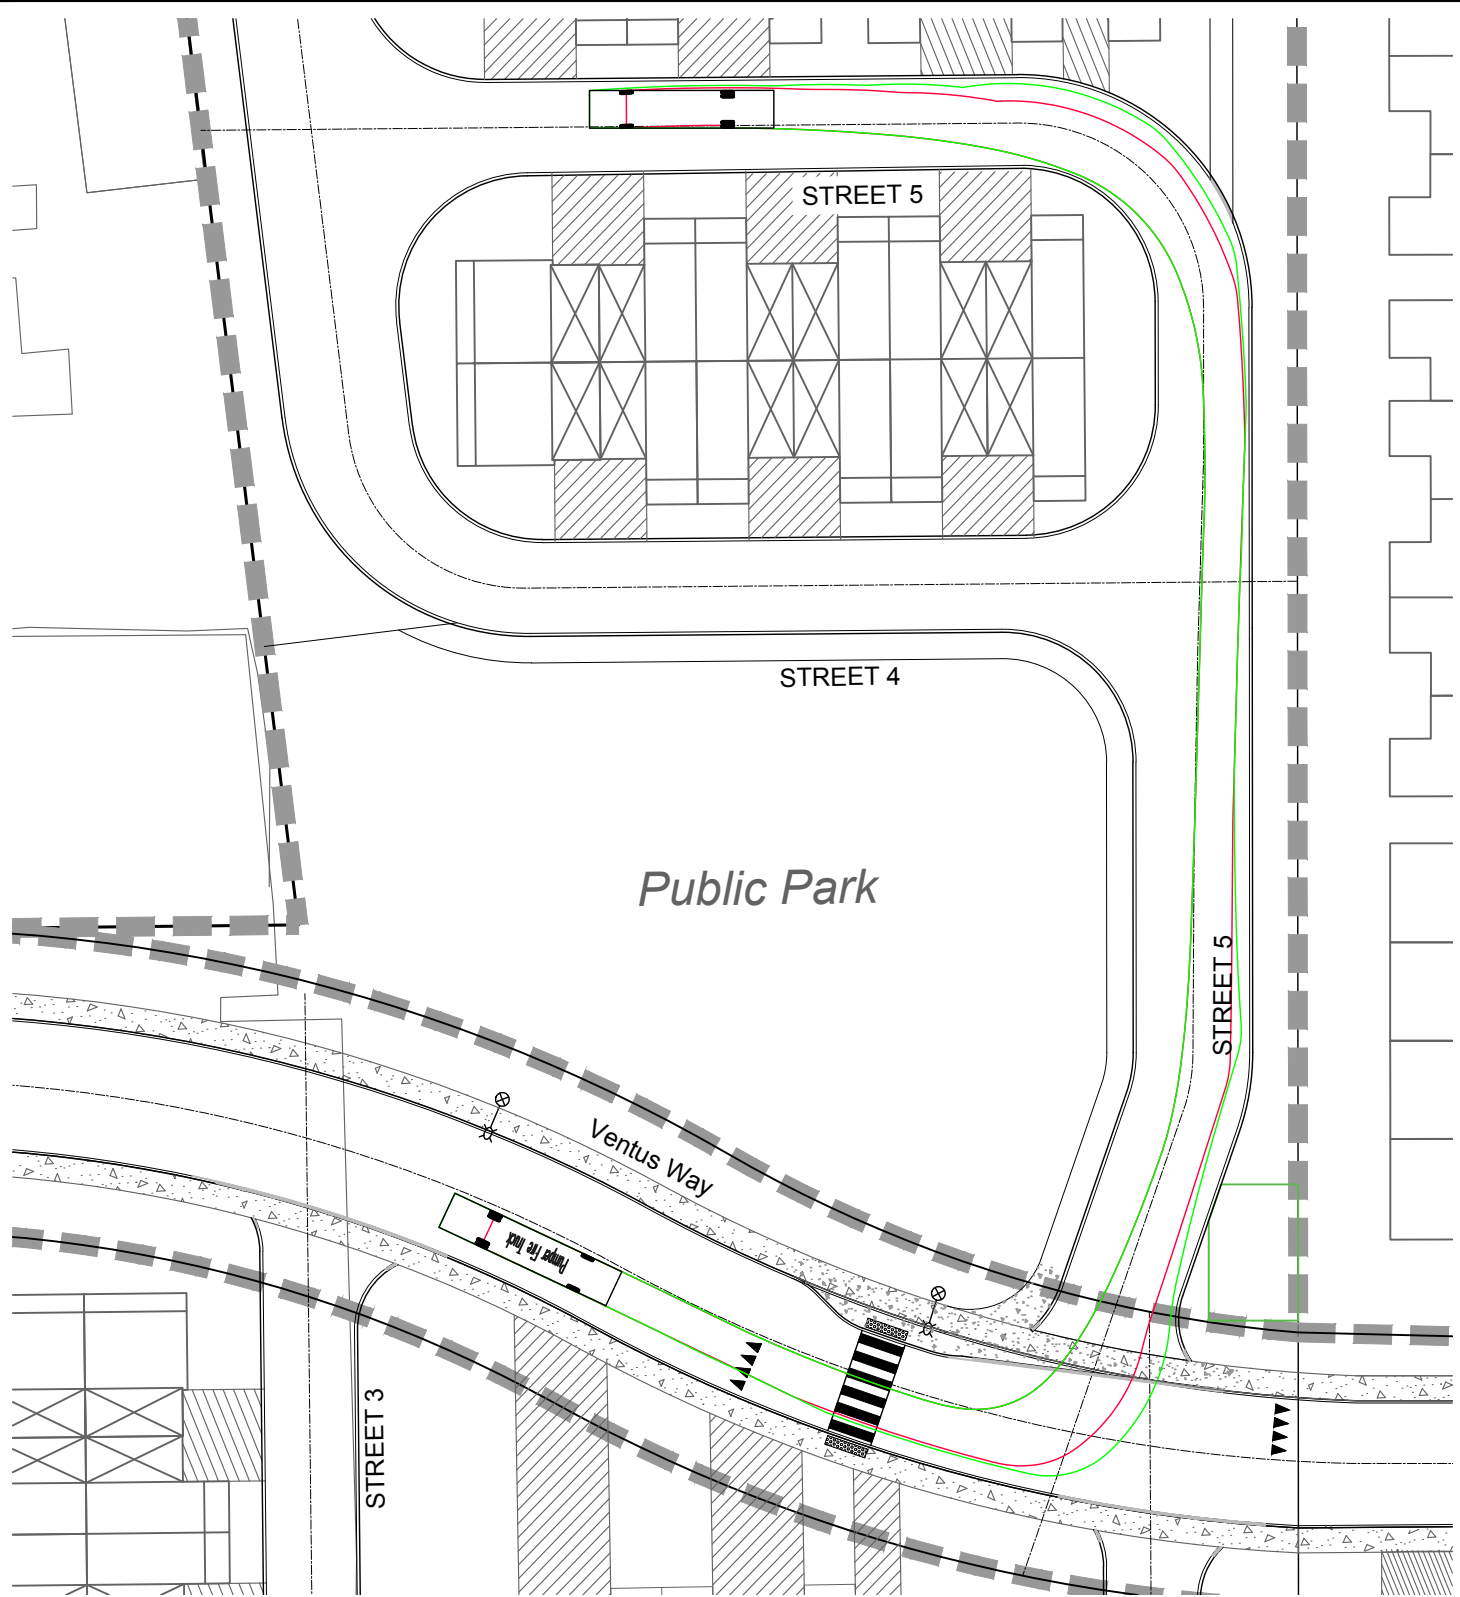 STREET 5
STREET 4
Public Park
STREET 5
Ventus Way
Pumper Fire Truck
STREET 3